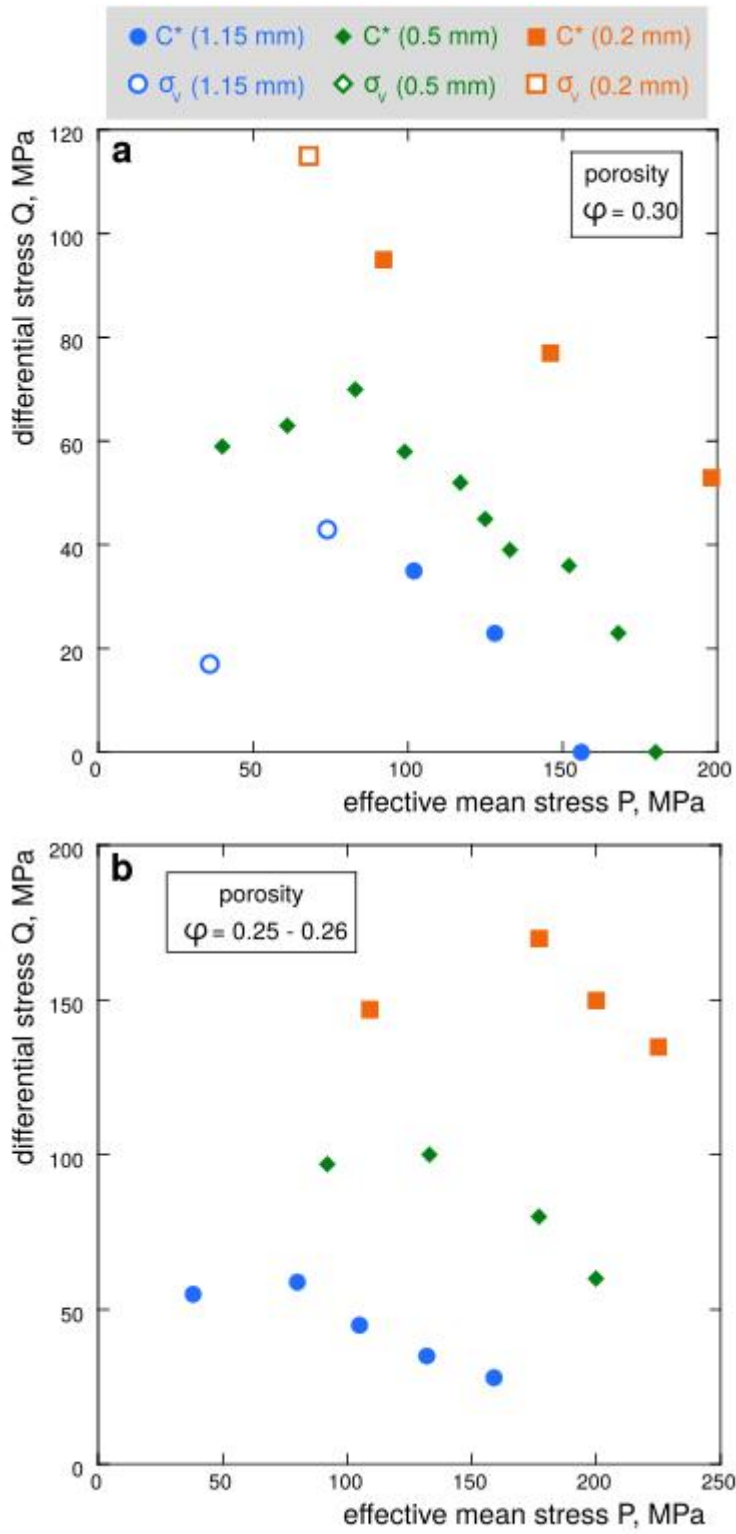 C* (1.15 mm) C* (0.5 mm) C* (0.2 mm)
σv (1.15 mm) σv (0.5 mm) σv (0.2 mm)
a
porosity
φ = 0.30
120
100
80
60
40
20
0
differential stress Q, MPa
0 50 100 150 200
effective mean stress P, MPa
b
porosity
φ = 0.25 - 0.26
200
150
100
50
0
differential stress Q, MPa
0 50 100 150 200 250
effective mean stress P, MPa